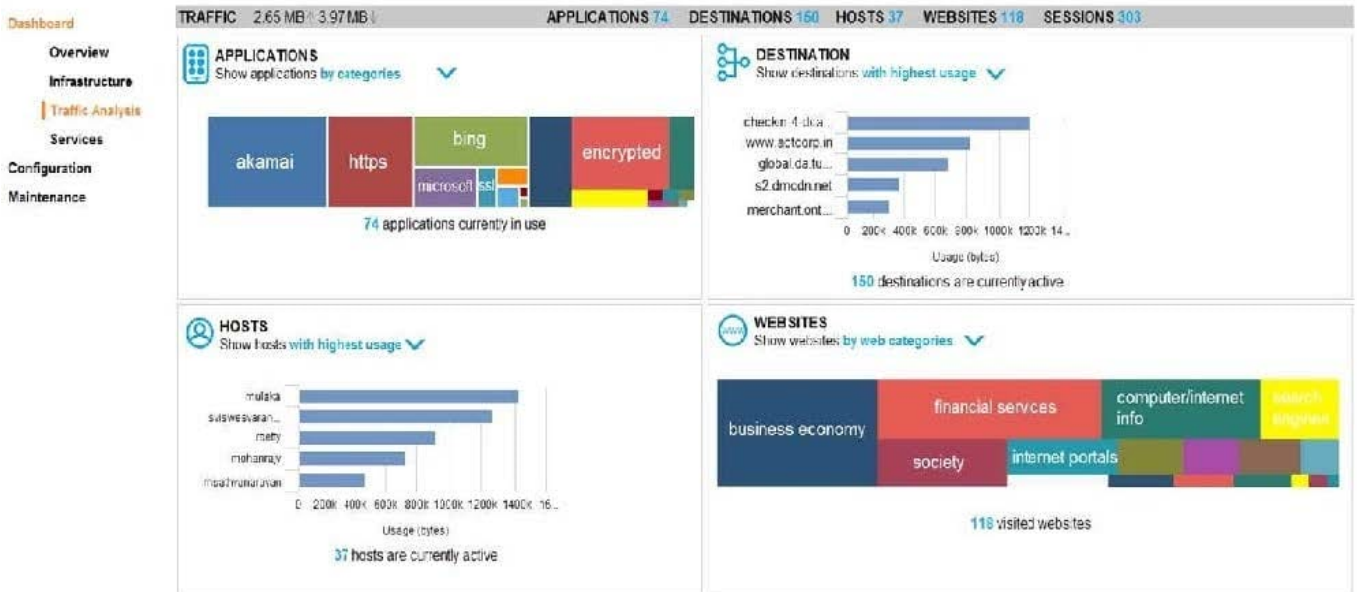 Dashboard
Overview
Infrastructure
Traffic Analysis
Services
Configuration
Maintenance
TRAFFIC 2.65 MB 3.97 MB
APPLICATIONS 74 DESTINATIONS 150 HOSTS 37 WEBSITES 118 SESSIONS 303
APPLICATIONS
Show applications by categories
akamai
https
bing
microsoft
ssl
encrypted
74 applications currently in use
DESTINATION
Show destinations with highest usage
checkin-4-dca...
www.actcorp.in
global.da.tu...
s2.dmcdn.net
merchant.ont...
0 200k 400k 600k 800k 1000k 1200k 14...
Usage (bytes)
150 destinations are currently active
HOSTS
Show hosts with highest usage
mulaka
sviswesvaran...
mohanrajv
0 200k 400k 600k 800k 1000k 1200k 1400k 16...
Usage (bytes)
37 hosts are currently active
WEBSITES
Show websites by web categories
business economy
financial services
computer/internet
info
search
engines
society
internet portals
118 visited websites